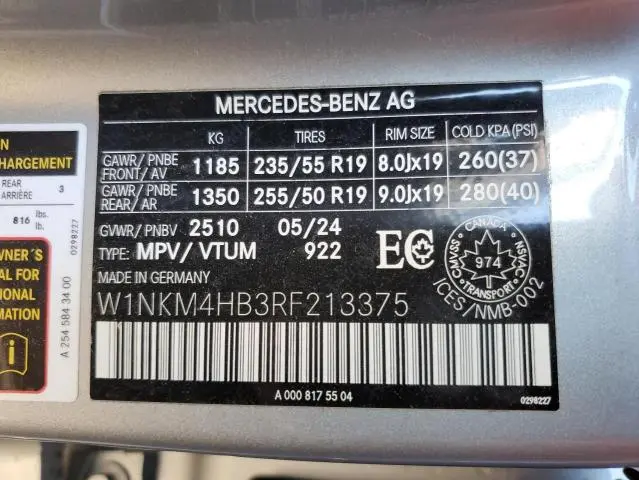 MERCEDES-BENZ AG
KG TIRES RIM SIZE COLD KPA(PSI)
GAWR/PNBE FRONT/AV 1185 235/55 R19 8.0Jx19 260(37)
GAWR/PNBE REAR/AR 1350 255/50 R19 9.0Jx19 280(40)
GVWR/PNBV 2510 05/24
TYPE: MPV/VTUM 922
MADE IN GERMANY
W1NKM4HB3RF213375
A 000 817 55 04
0298227
EC
CANADA
CMVSS NSVAC
974
TRANSPORT
ICES/NMB-002
HARGEMENT
REAR
ARRIÈRE
3
816 lbs.
lb.
0298227
A 254 584 34 00
WNER´S
AL FOR
TIONAL
MATION